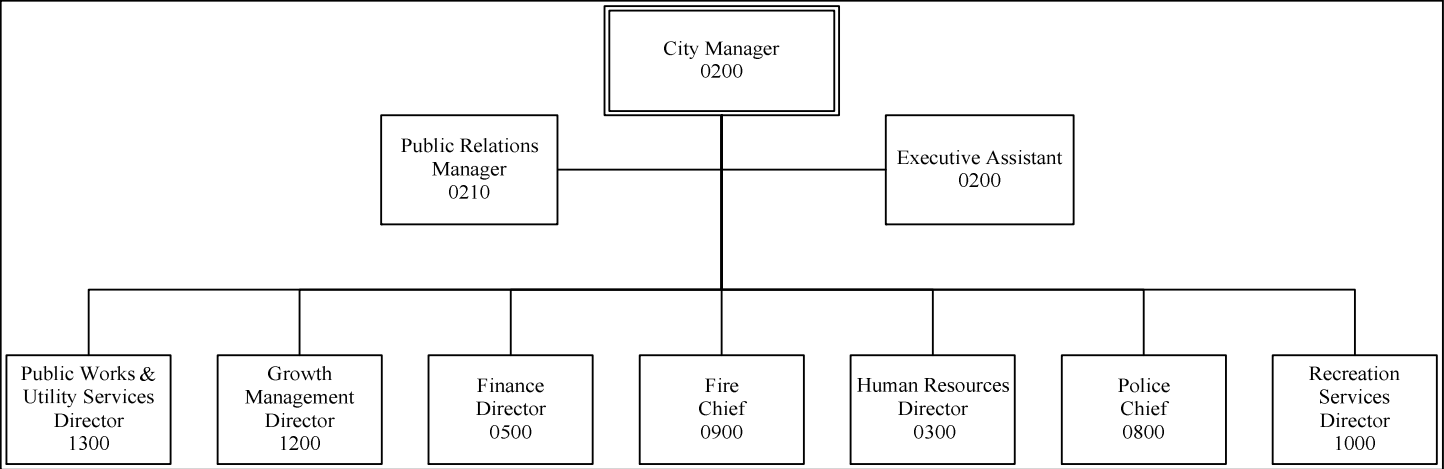 City Manager
0200
Public Relations
Manager
0210
Executive Assistant
0200
Public Works &
Utility Services
Director
1300
Growth
Management
Director
1200
Finance
Director
0500
Fire
Chief
0900
Human Resources
Director
0300
Police
Chief
0800
Recreation
Services
Director
1000